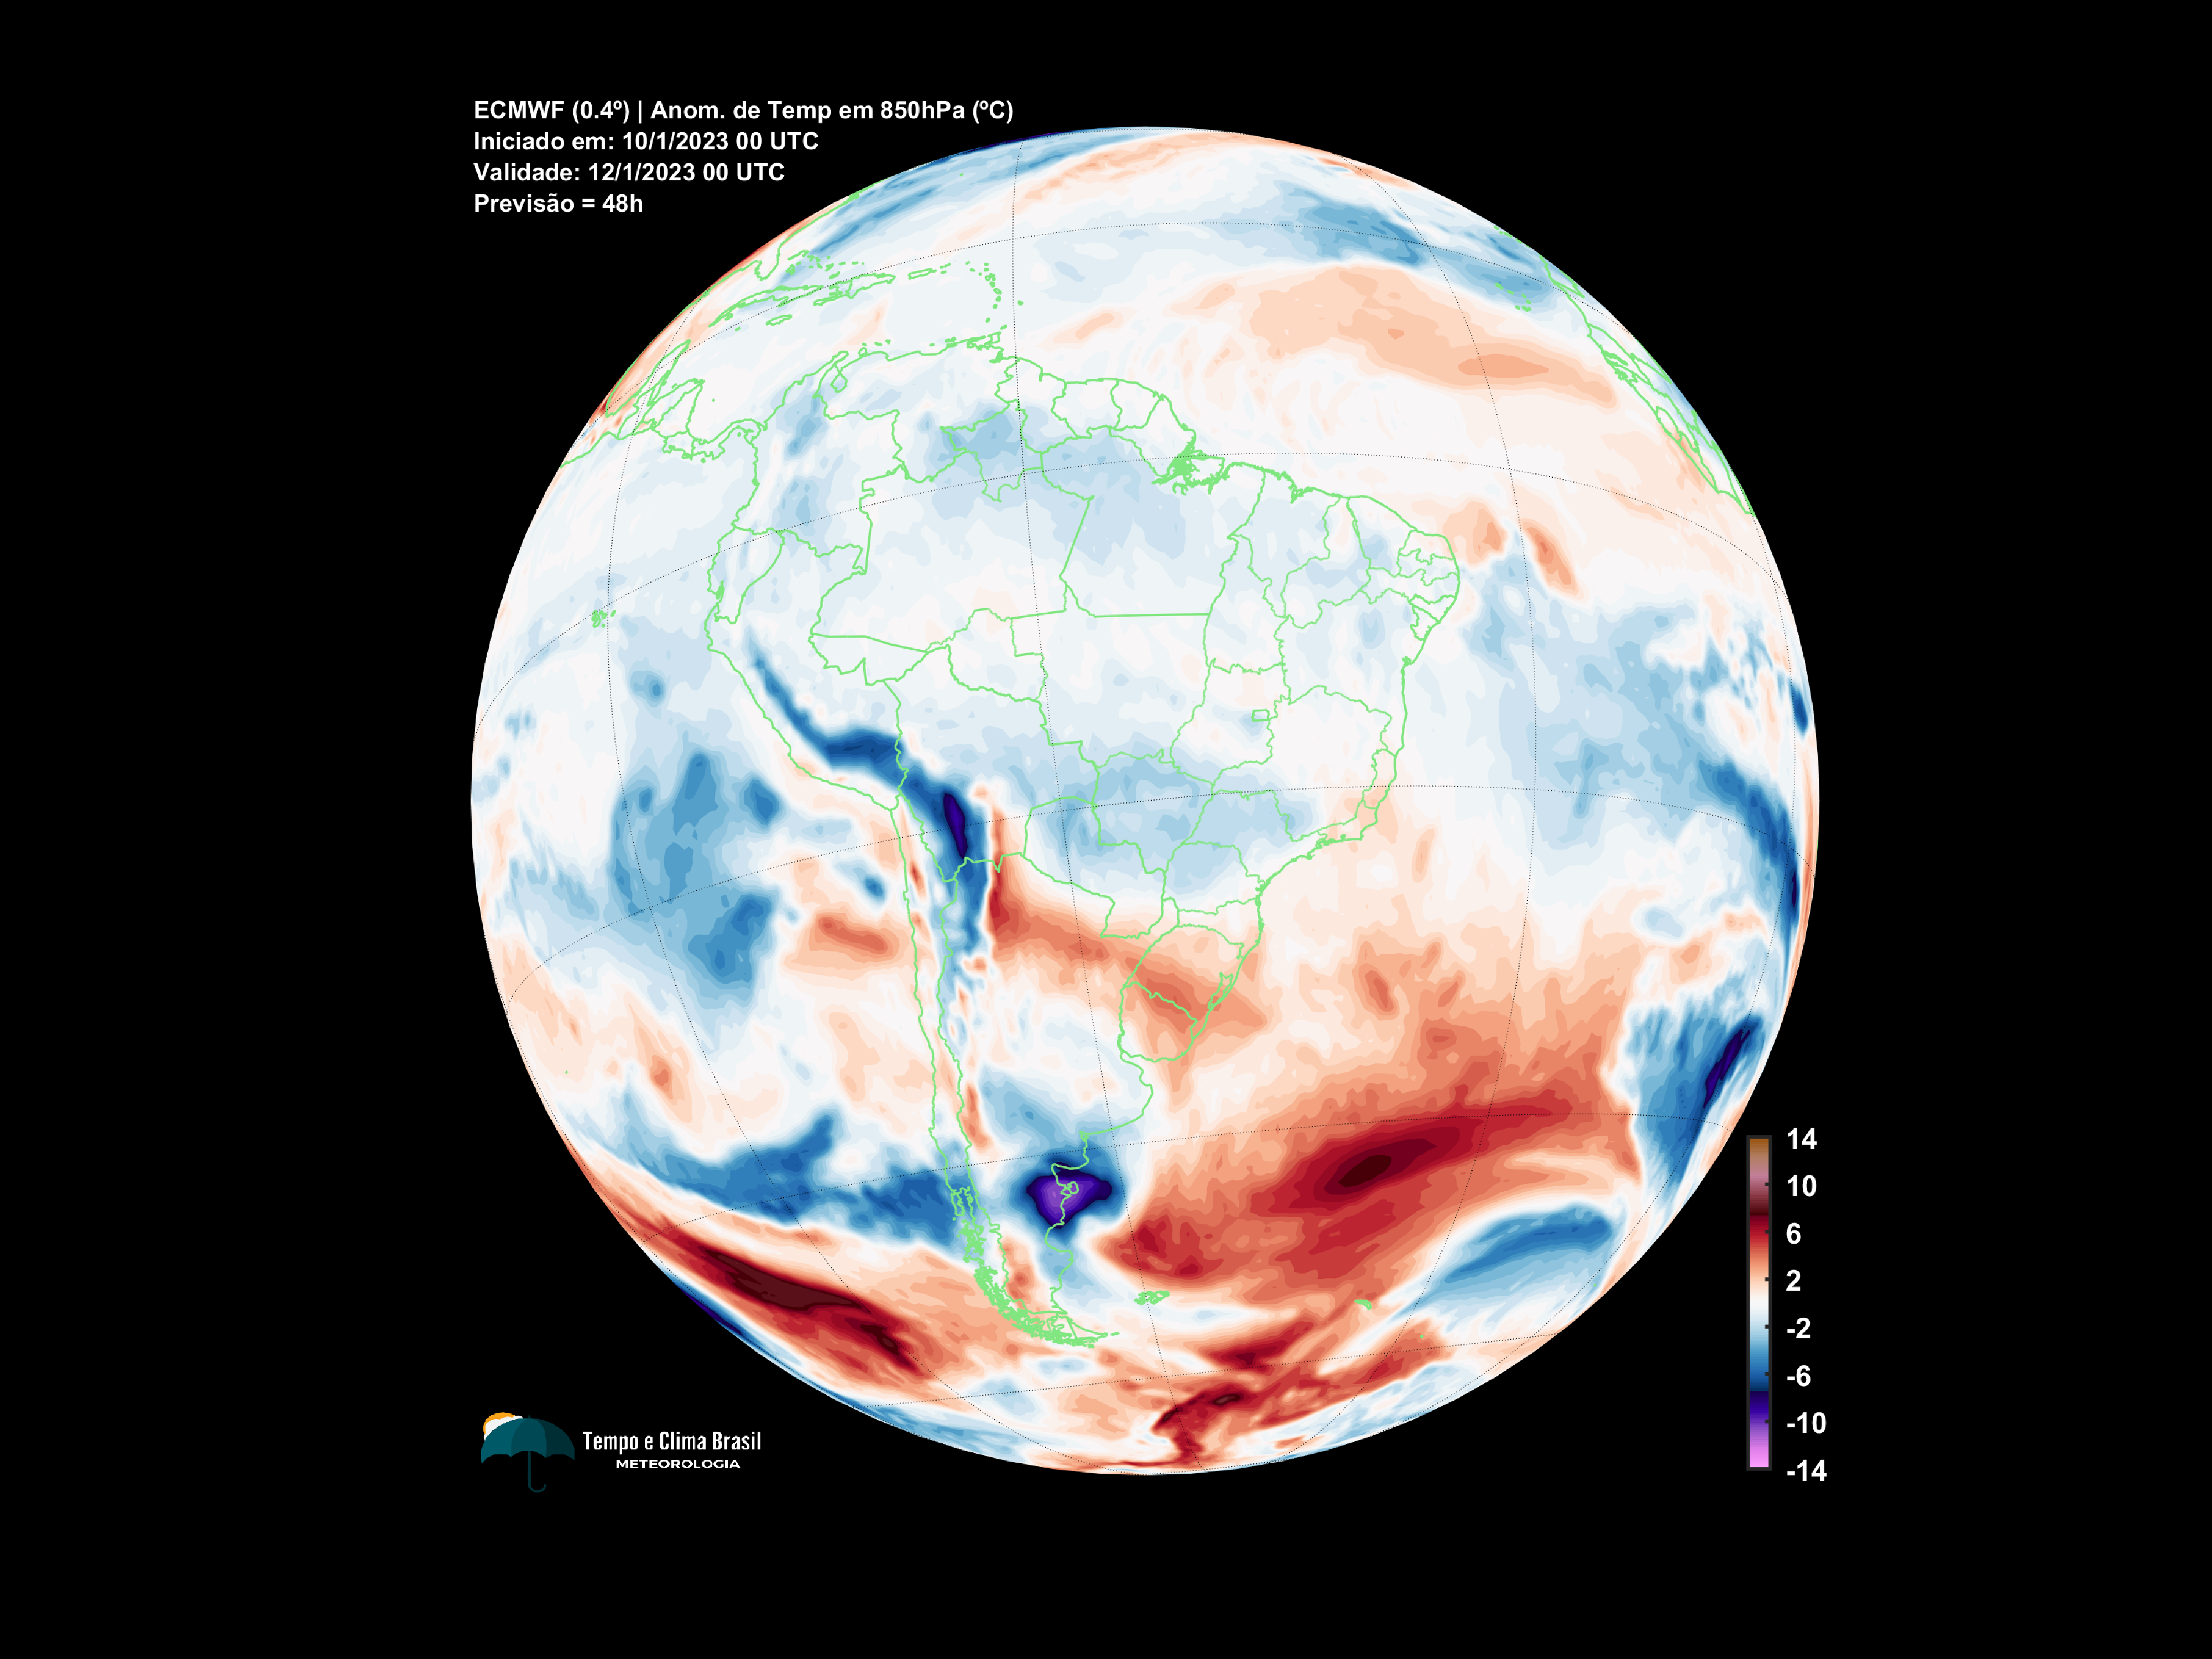 ECMWF (0.4º) | Anom. de Temp em 850hPa (ºC)
Iniciado em: 10/1/2023 00 UTC
Validade: 12/1/2023 00 UTC
Previsão = 48h
14
10
6
2
-2
-6
-10
-14
Tempo e Clima Brasil
METEOROLOGIA